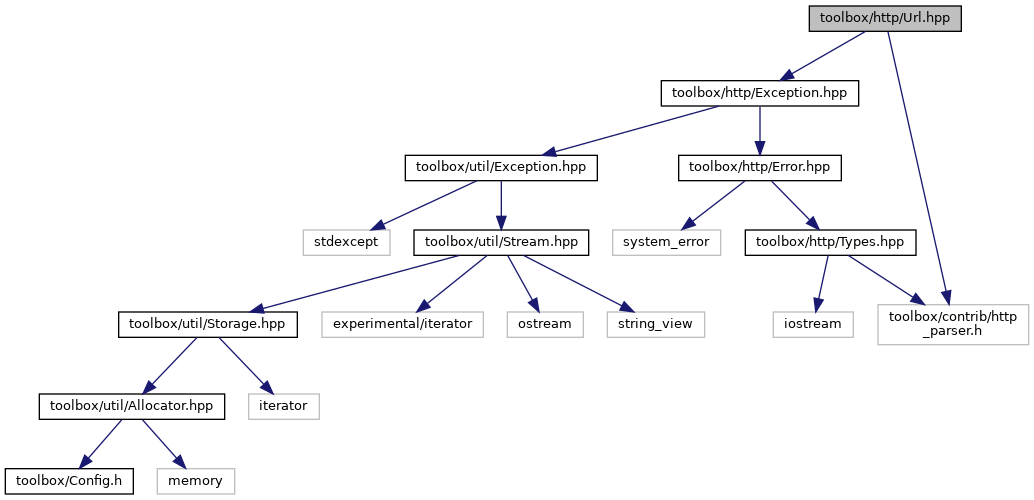 toolbox/http/Url.hpp
toolbox/http/Exception.hpp
toolbox/util/Exception.hpp
toolbox/http/Error.hpp
stdexcept
toolbox/util/Stream.hpp
system_error
toolbox/http/Types.hpp
toolbox/util/Storage.hpp
experimental/iterator
ostream
string_view
iostream
toolbox/contrib/http
_parser.h
toolbox/util/Allocator.hpp
iterator
toolbox/Config.h
memory